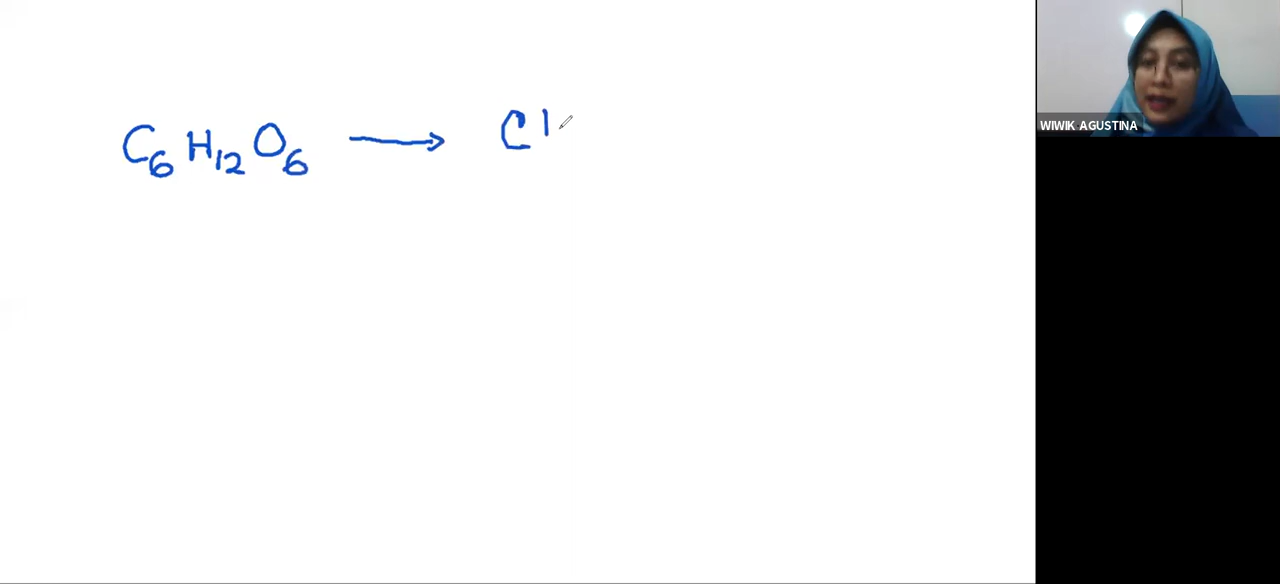 C₆H₁₂O₆ → C
WIWIK AGUSTINA